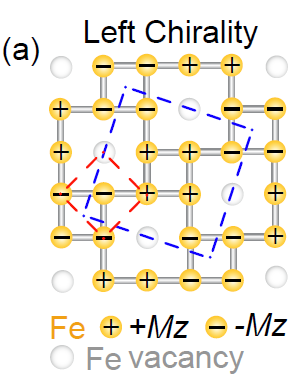 Left Chirality
(a)
Fe + +Mz - -Mz
Fe vacancy